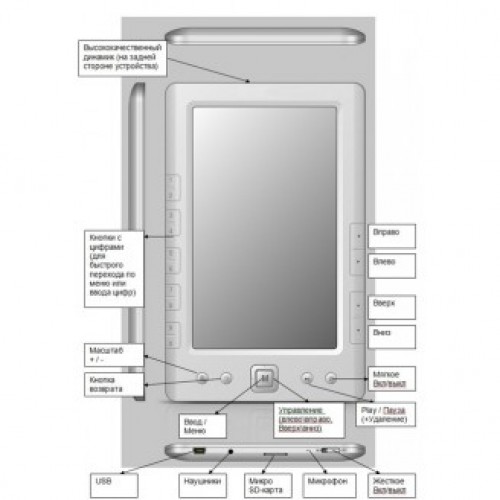 Высококачественный
динамик (на задней
стороне устройства)
Кнопки с
цифрами
(для
быстрого
перехода по
меню или
ввода цифр)
Вправо
Влево
Вверх
Вниз
Масштаб
+ / -
Кнопка
возврата
Мягкое
Вкл/выкл
Ввод /
Меню
Управление
(влево\вправо,
Вверх\вниз)
Play / Пауза
(+Удаление)
USB
Наушники
Микро
SD-карта
Микрофон
Жесткое
Вкл/выкл
M